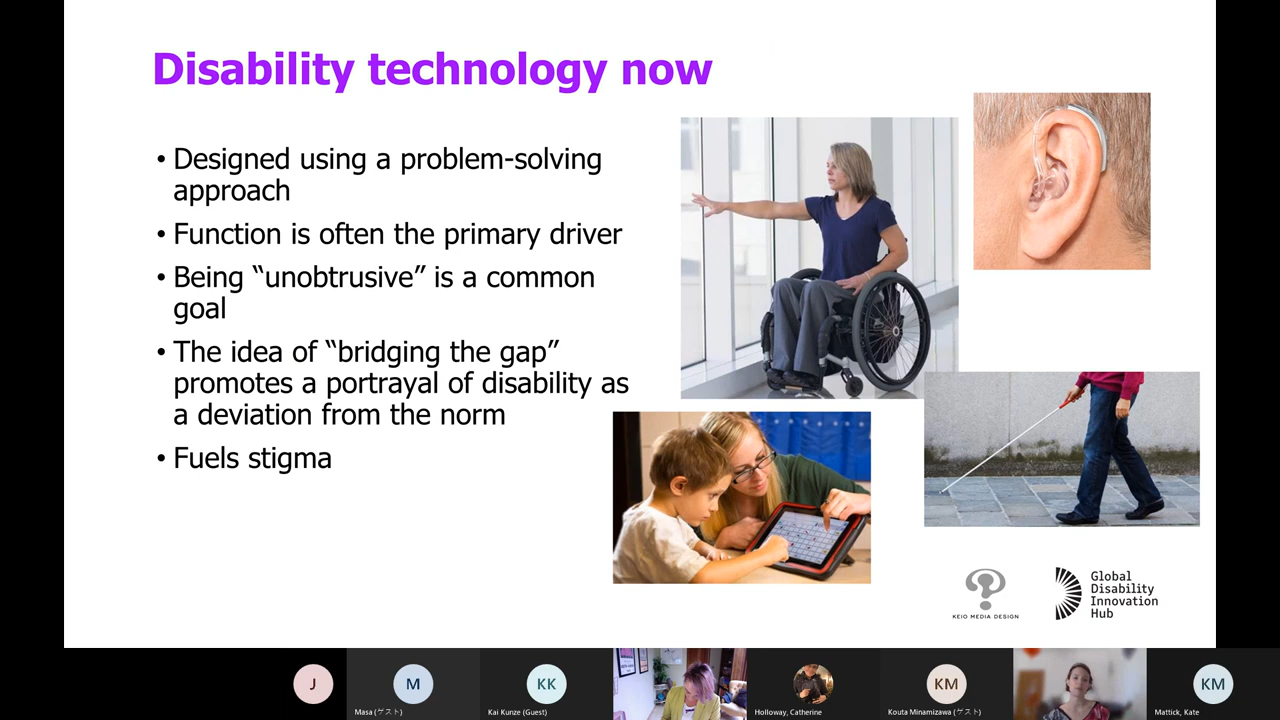 Disability technology now
• Designed using a problem-solving
approach
• Function is often the primary driver
• Being “unobtrusive” is a common
goal
• The idea of “bridging the gap”
promotes a portrayal of disability as
a deviation from the norm
• Fuels stigma
KEIO MEDIA DESIGN
Global
Disability
Innovation
Hub
J
M
KK
KM
KM
Masa (ゲスト)
Kai Kunze (Guest)
Holloway, Catherine
Kouta Minamizawa (ゲスト)
Mattick, Kate